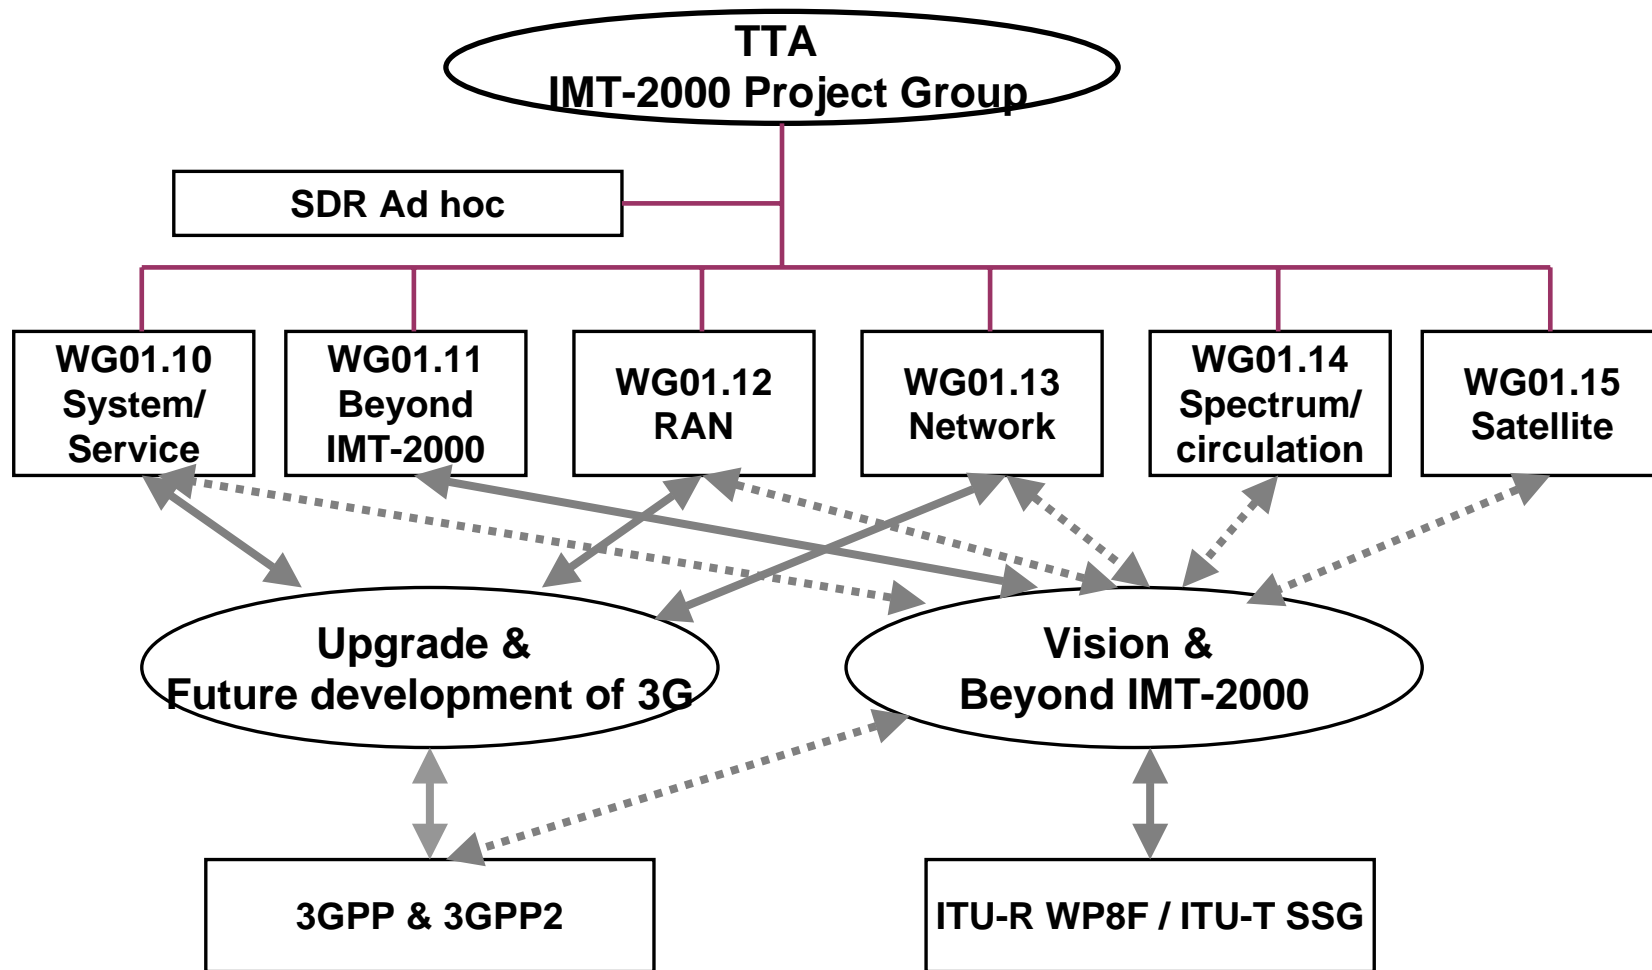 TTA
IMT-2000 Project Group
SDR Ad hoc
WG01.10
System/
Service
WG01.11
Beyond
IMT-2000
WG01.12
RAN
WG01.13
Network
WG01.14
Spectrum/
circulation
WG01.15
Satellite
Upgrade &
Future development of 3G
Vision &
Beyond IMT-2000
3GPP & 3GPP2
ITU-R WP8F / ITU-T SSG